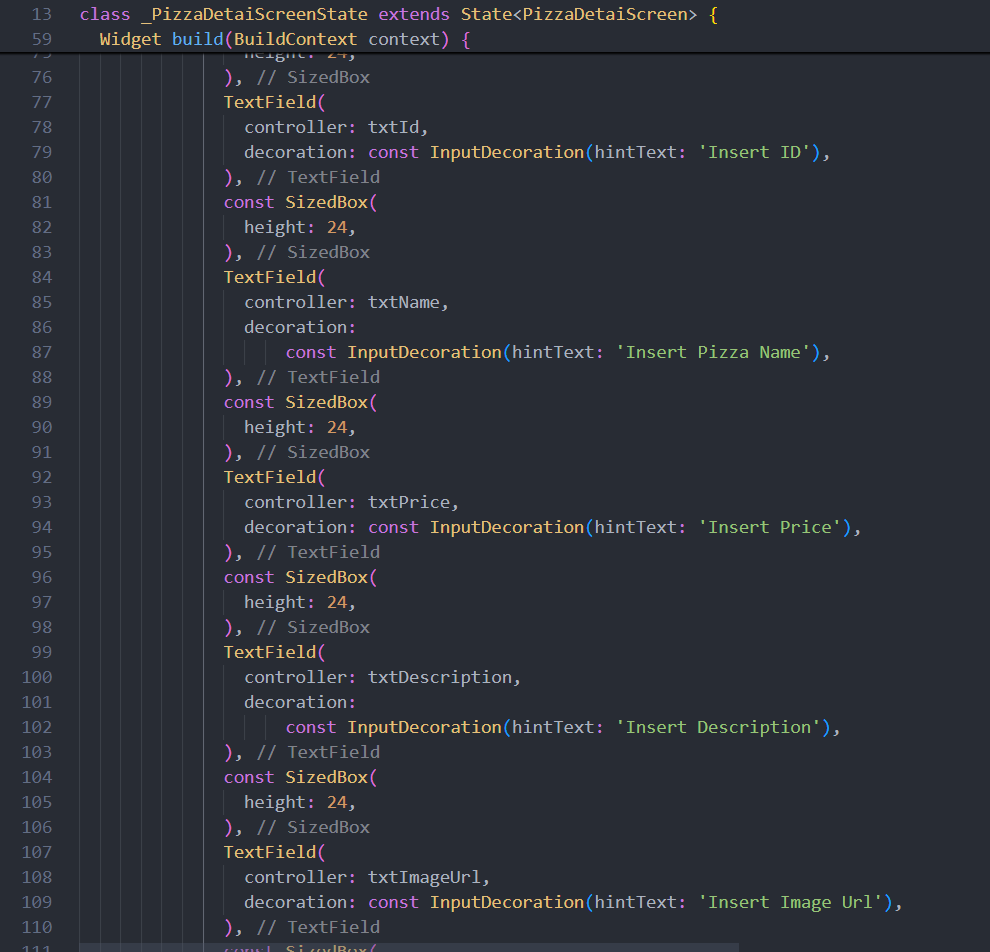 13 class _PizzaDetaiScreenState extends State<PizzaDetaiScreen> {
59 Widget build(BuildContext context) {
75 height: 24,
76 ), // SizedBox
77 TextField(
78 controller: txtId,
79 decoration: const InputDecoration(hintText: 'Insert ID'),
80 ), // TextField
81 const SizedBox(
82 height: 24,
83 ), // SizedBox
84 TextField(
85 controller: txtName,
86 decoration:
87 const InputDecoration(hintText: 'Insert Pizza Name'),
88 ), // TextField
89 const SizedBox(
90 height: 24,
91 ), // SizedBox
92 TextField(
93 controller: txtPrice,
94 decoration: const InputDecoration(hintText: 'Insert Price'),
95 ), // TextField
96 const SizedBox(
97 height: 24,
98 ), // SizedBox
99 TextField(
100 controller: txtDescription,
101 decoration:
102 const InputDecoration(hintText: 'Insert Description'),
103 ), // TextField
104 const SizedBox(
105 height: 24,
106 ), // SizedBox
107 TextField(
108 controller: txtImageUrl,
109 decoration: const InputDecoration(hintText: 'Insert Image Url'),
110 ), // TextField
111 const SizedBox(